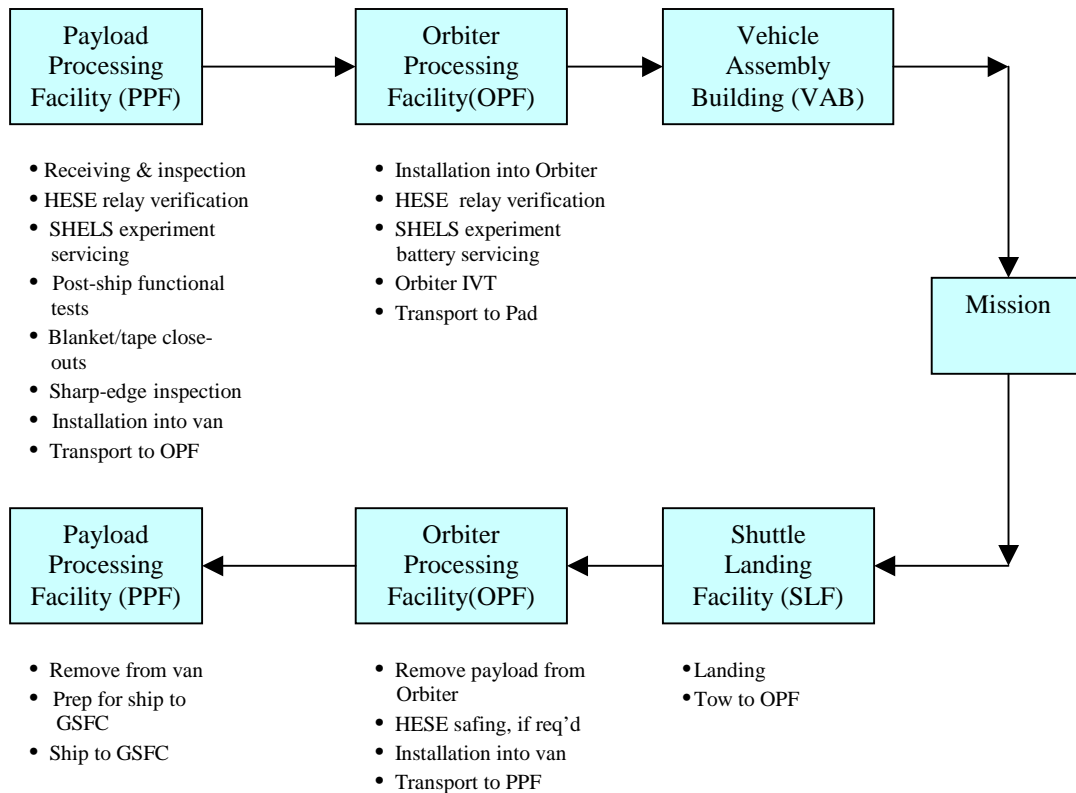 Payload
Processing
Facility (PPF)
Orbiter
Processing
Facility(OPF)
Vehicle
Assembly
Building (VAB)
• Receiving & inspection
• HESE relay verification
• SHELS experiment
servicing
• Post-ship functional
tests
• Blanket/tape close-
outs
• Sharp-edge inspection
• Installation into van
• Transport to OPF
• Installation into Orbiter
• HESE relay verification
• SHELS experiment
battery servicing
• Orbiter IVT
• Transport to Pad
Mission
Payload
Processing
Facility (PPF)
Orbiter
Processing
Facility(OPF)
Shuttle
Landing
Facility (SLF)
• Remove from van
• Prep for ship to
GSFC
• Ship to GSFC
• Remove payload from
Orbiter
• HESE safing, if req’d
• Installation into van
• Transport to PPF
• Landing
• Tow to OPF